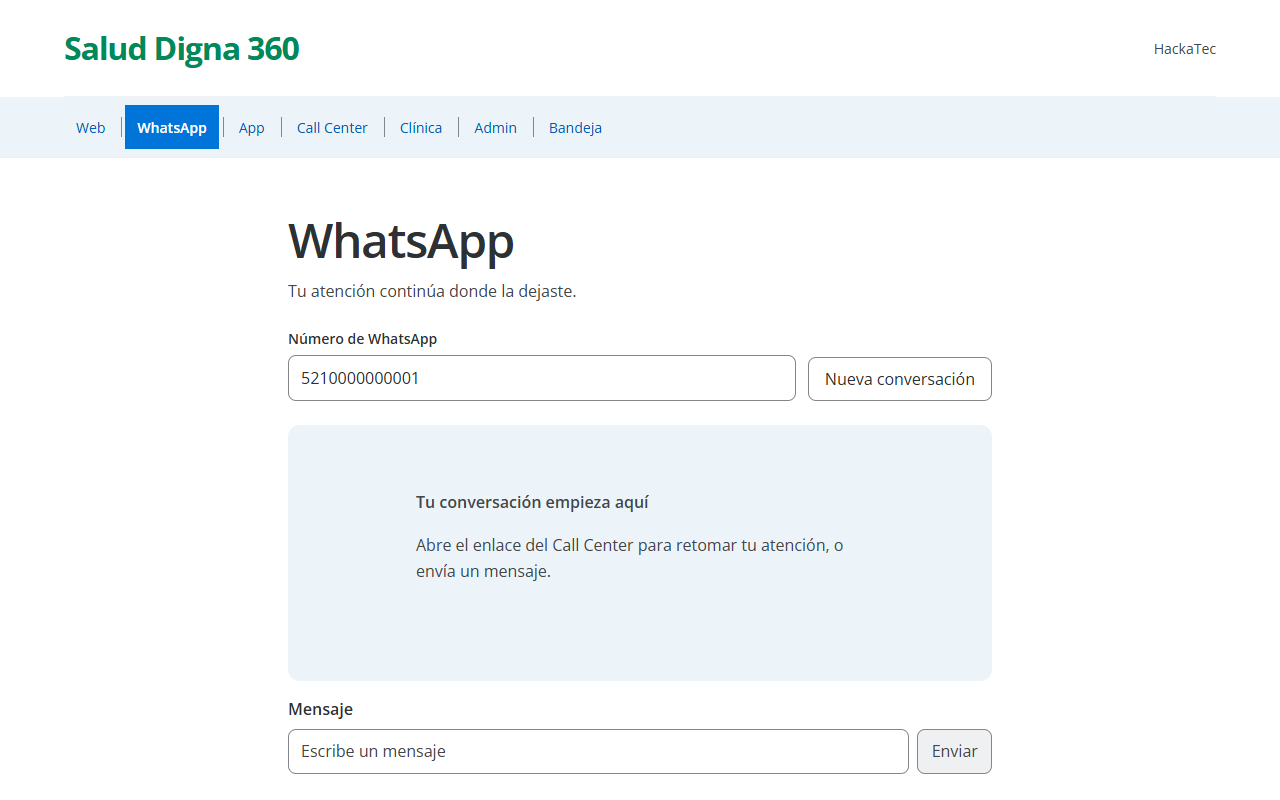 Salud Digna 360
HackaTec
Web
WhatsApp
App
Call Center
Clínica
Admin
Bandeja
WhatsApp
Tu atención continúa donde la dejaste.
Número de WhatsApp
5210000000001
Nueva conversación
Tu conversación empieza aquí
Abre el enlace del Call Center para retomar tu atención, o
envía un mensaje.
Mensaje
Escribe un mensaje
Enviar